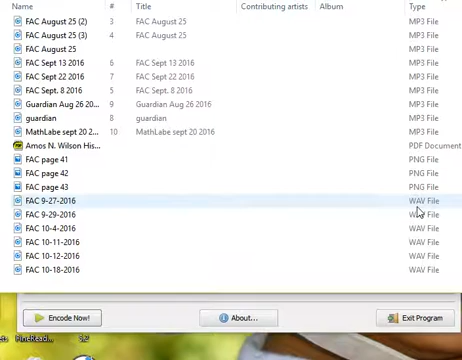 Name # Title Contributing artists Album Type
FAC August 25 (2) 3 FAC August 25 MP3 File
FAC August 25 (3) 4 FAC August 25 MP3 File
FAC August 25 MP3 File
FAC Sept 13 2016 6 FAC Sept 13 2016 MP3 File
FAC Sept 22 2016 7 FAC Sept 22 2016 MP3 File
FAC Sept. 8 2016 5 FAC Sept. 8 2016 MP3 File
Guardian Aug 26 20... 9 Guardian Aug 26 2016 MP3 File
guardian 8 guardian MP3 File
MathLabe sept 20 2... 10 MathLabe sept 20 2016 MP3 File
Amos N. Wilson His... PDF Document
FAC page 41 PNG File
FAC page 42 PNG File
FAC page 43 PNG File
FAC 9-27-2016 WAV File
FAC 9-29-2016 WAV File
FAC 10-4-2016 WAV File
FAC 10-11-2016 WAV File
FAC 10-12-2016 WAV File
FAC 10-18-2016 WAV File
Encode Now! About... Exit Program